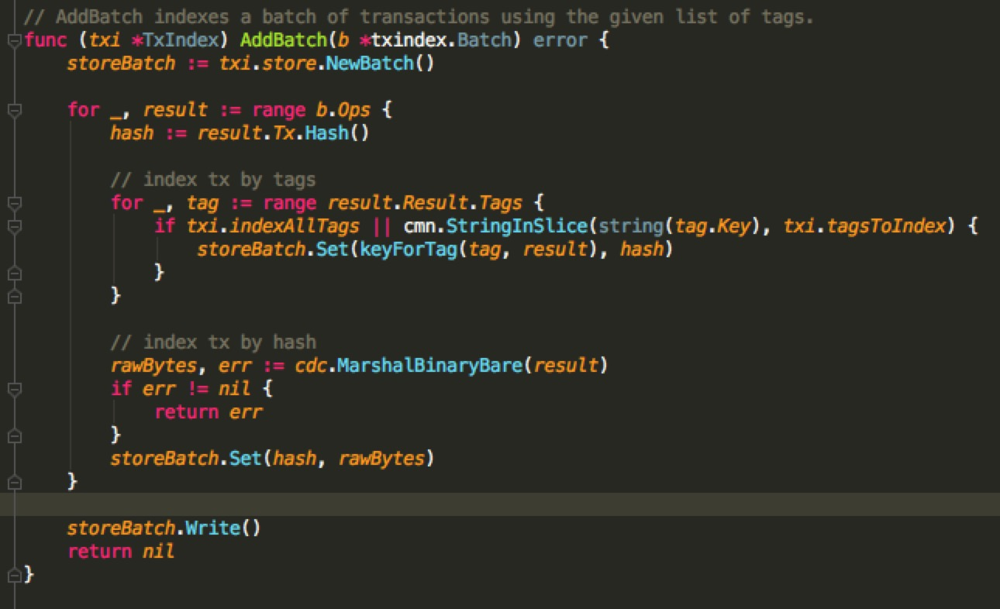 // AddBatch indexes a batch of transactions using the given list of tags.
func (txi *TxIndex) AddBatch(b *txindex.Batch) error {
    storeBatch := txi.store.NewBatch()

    for _, result := range b.Ops {
        hash := result.Tx.Hash()

        // index tx by tags
        for _, tag := range result.Result.Tags {
            if txi.indexAllTags || cmn.StringInSlice(string(tag.Key), txi.tagsToIndex) {
                storeBatch.Set(keyForTag(tag, result), hash)
            }
        }

        // index tx by hash
        rawBytes, err := cdc.MarshalBinaryBare(result)
        if err != nil {
            return err
        }
        storeBatch.Set(hash, rawBytes)
    }

    storeBatch.Write()
    return nil
}